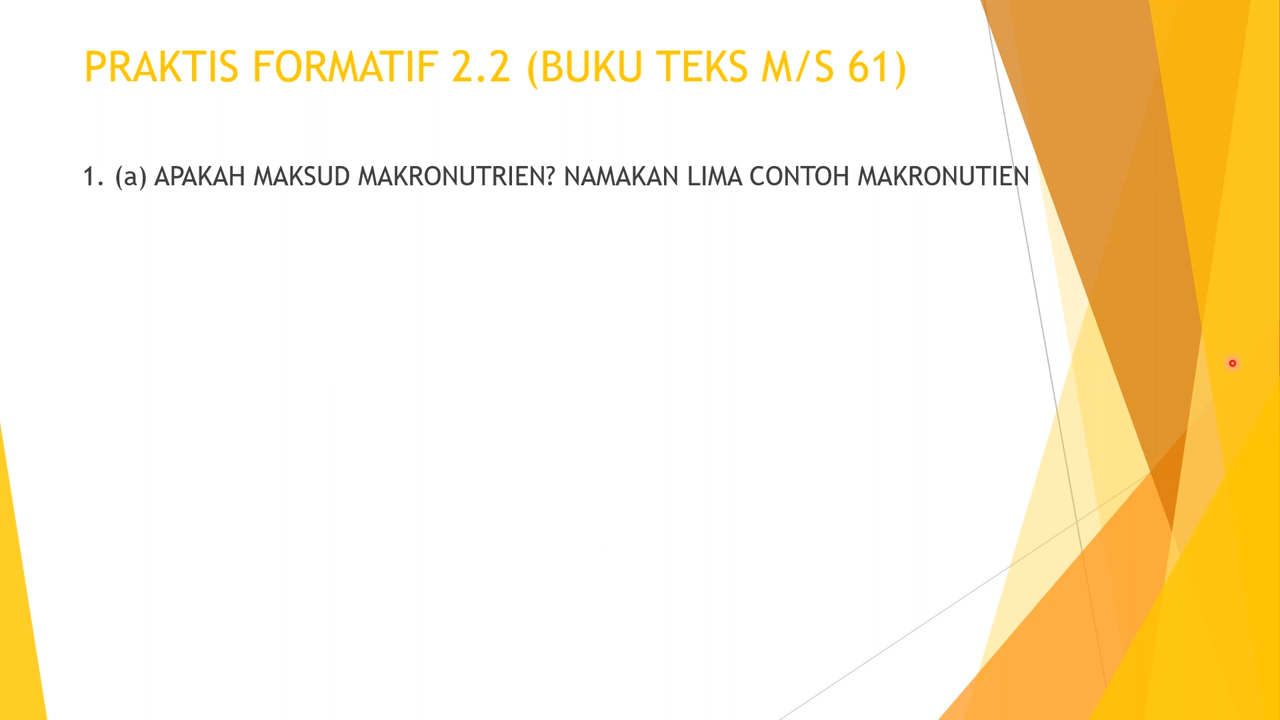 PRAKTIS FORMATIF 2.2 (BUKU TEKS M/S 61)
1. (a) APAKAH MAKSUD MAKRONUTRIEN? NAMAKAN LIMA CONTOH MAKRONUTIEN